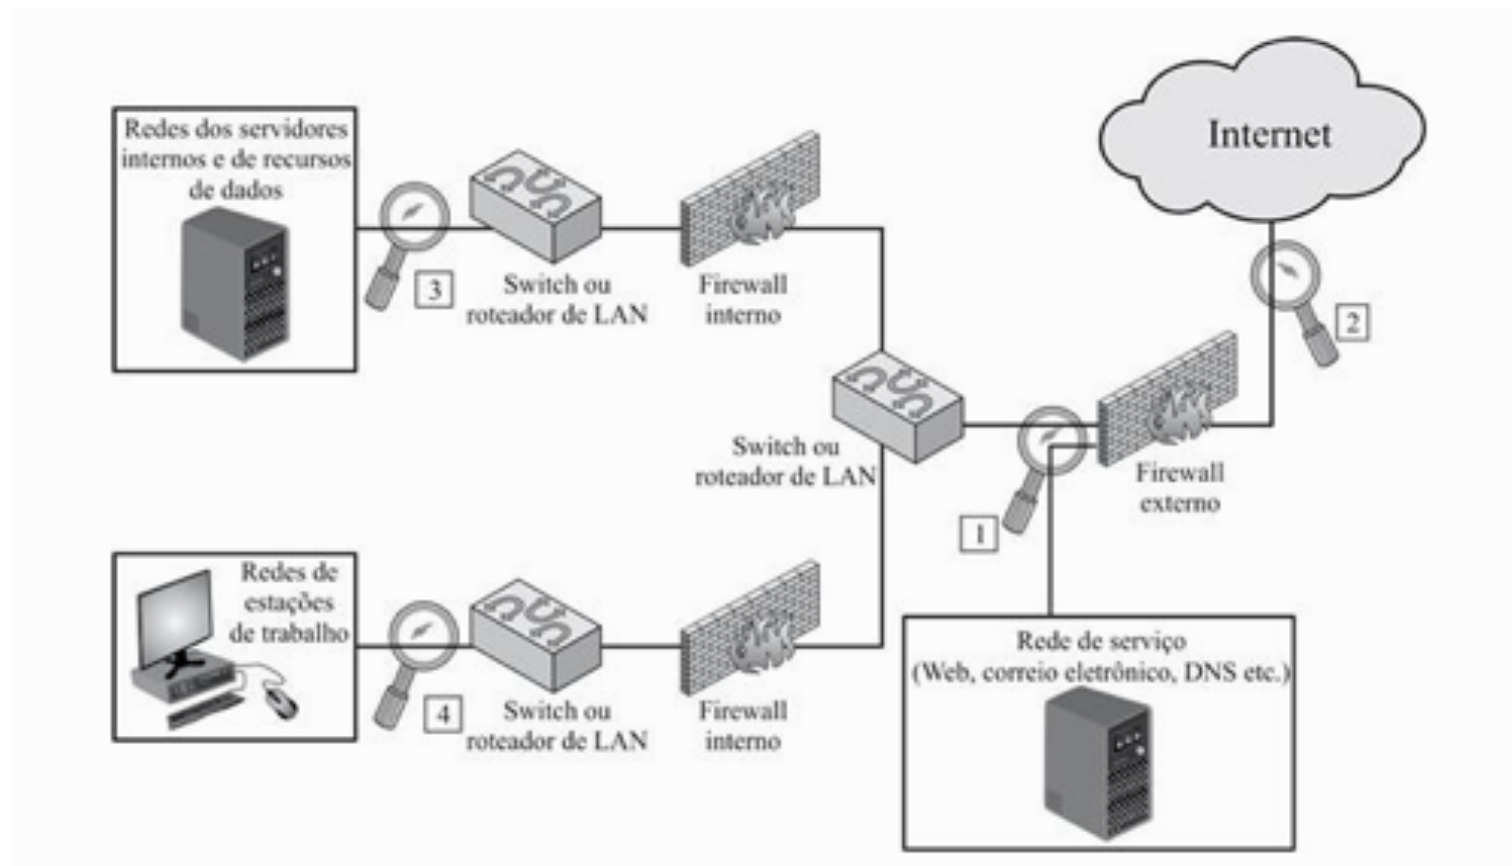 Redes dos servidores
internos e de recursos
de dados
3
Switch ou
roteador de LAN
Firewall
interno
Internet
2
Switch ou
roteador de LAN
1
Firewall
externo
Redes de
estações
de trabalho
4
Switch ou
roteador de LAN
Firewall
interno
Rede de serviço
(Web, correio eletrônico, DNS etc.)